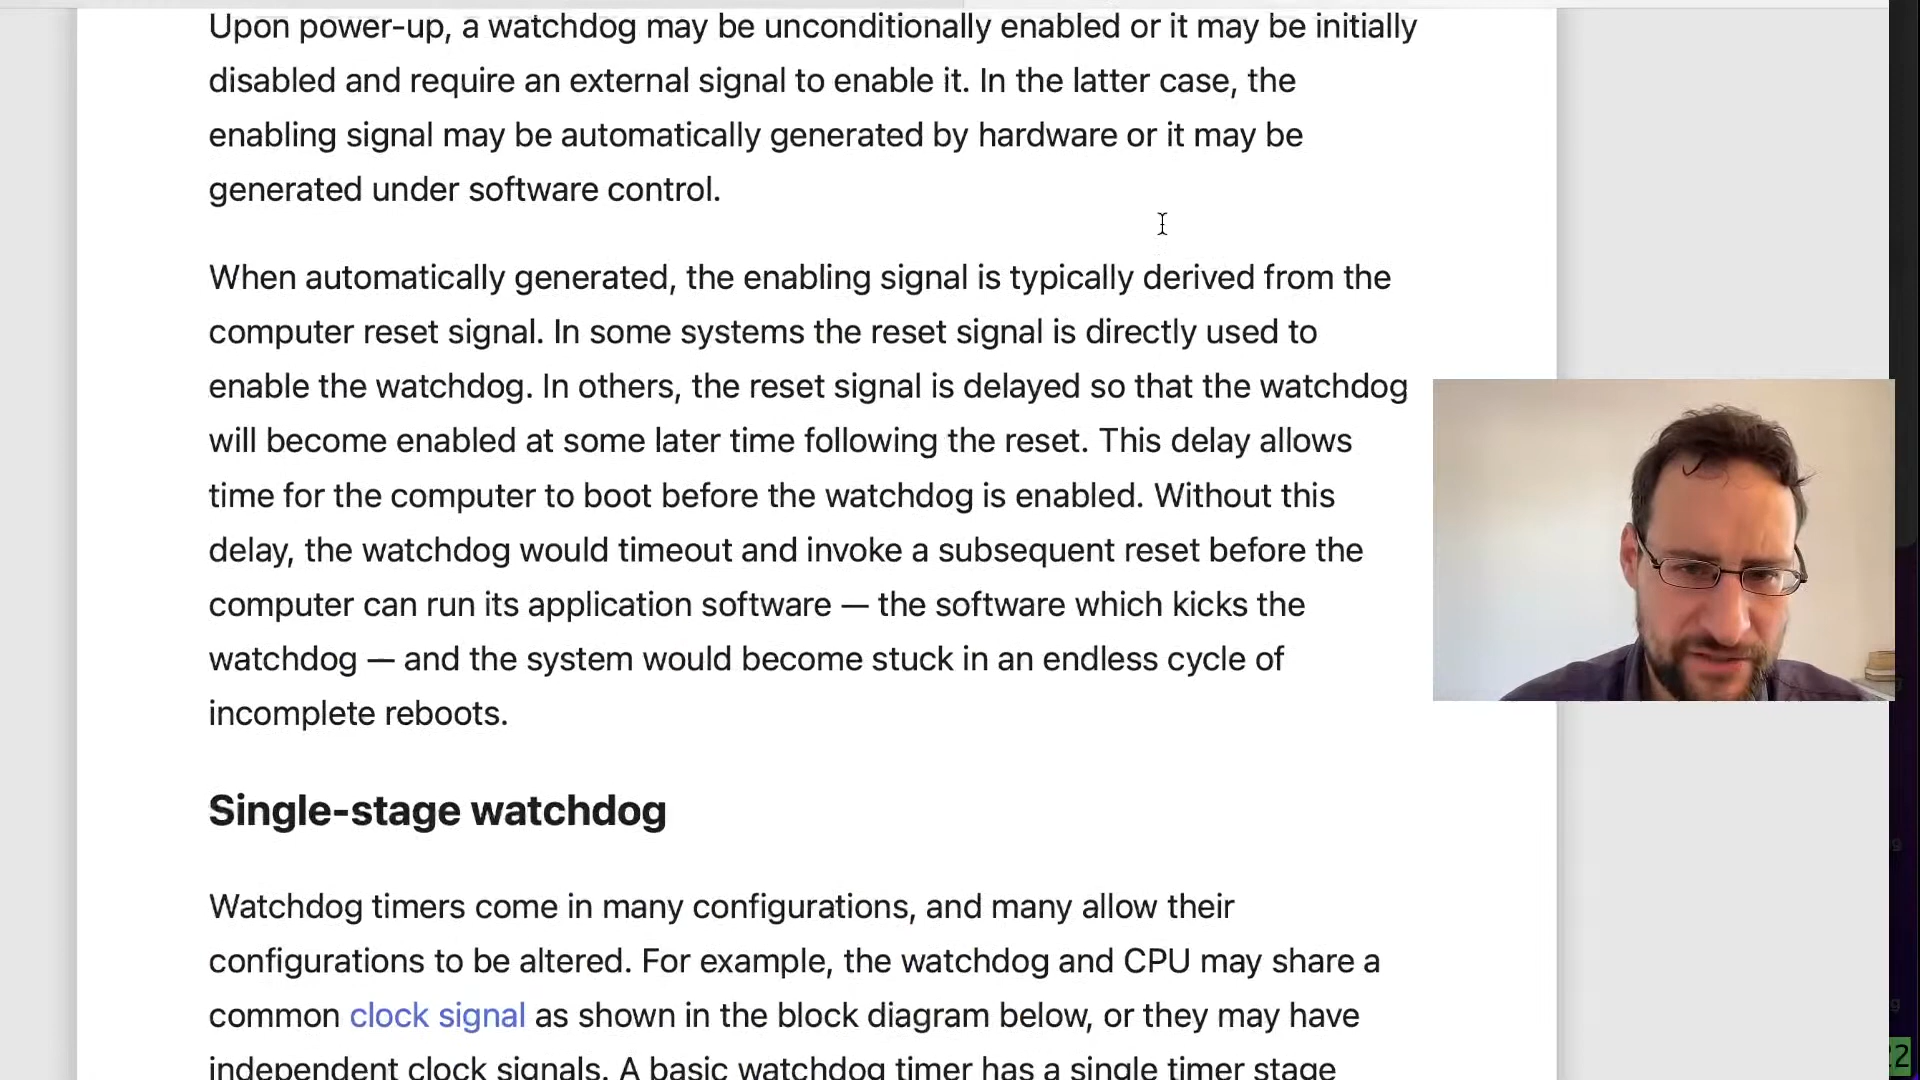 Upon power-up, a watchdog may be unconditionally enabled or it may be initially
disabled and require an external signal to enable it. In the latter case, the
enabling signal may be automatically generated by hardware or it may be
generated under software control.
When automatically generated, the enabling signal is typically derived from the
computer reset signal. In some systems the reset signal is directly used to
enable the watchdog. In others, the reset signal is delayed so that the watchdog
will become enabled at some later time following the reset. This delay allows
time for the computer to boot before the watchdog is enabled. Without this
delay, the watchdog would timeout and invoke a subsequent reset before the
computer can run its application software — the software which kicks the
watchdog — and the system would become stuck in an endless cycle of
incomplete reboots.
Single-stage watchdog
Watchdog timers come in many configurations, and many allow their
configurations to be altered. For example, the watchdog and CPU may share a
common clock signal as shown in the block diagram below, or they may have
independent clock signals. A basic watchdog timer has a single timer stage